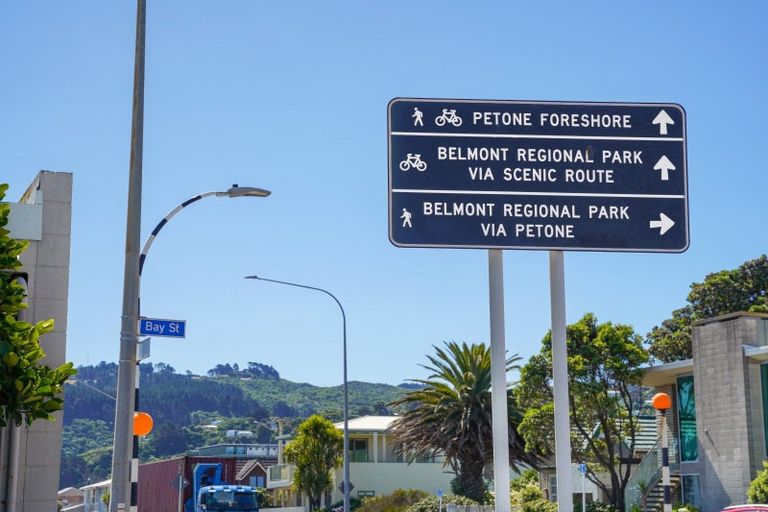 PETONE FORESHORE
BELMONT REGIONAL PARK
VIA SCENIC ROUTE
BELMONT REGIONAL PARK
VIA PETONE
Bay St